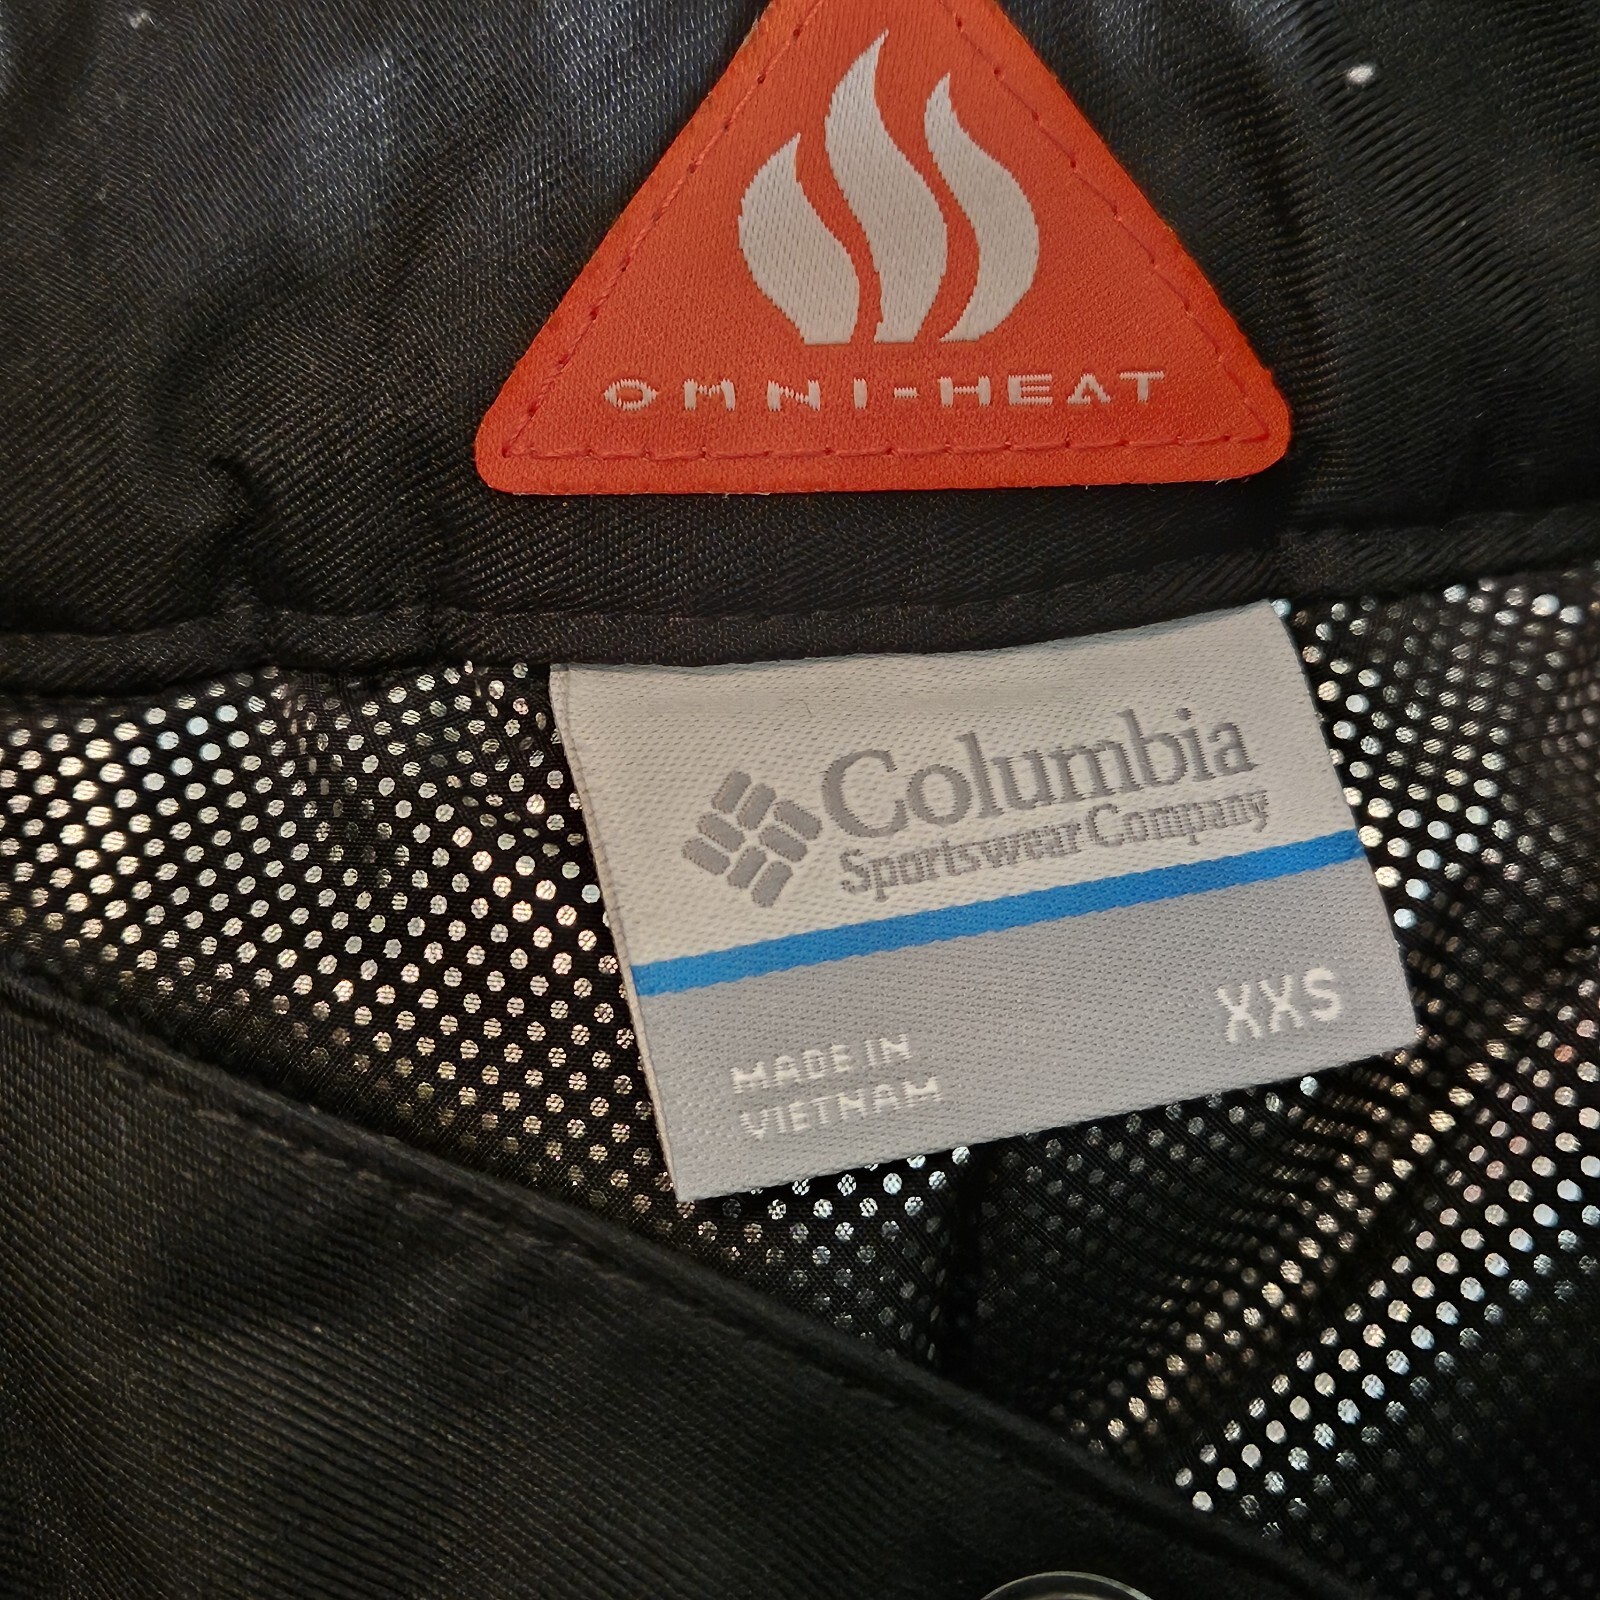 OMNI-HEAT
Columbia
Sportswear Company
XXS
MADE IN
VIETNAM